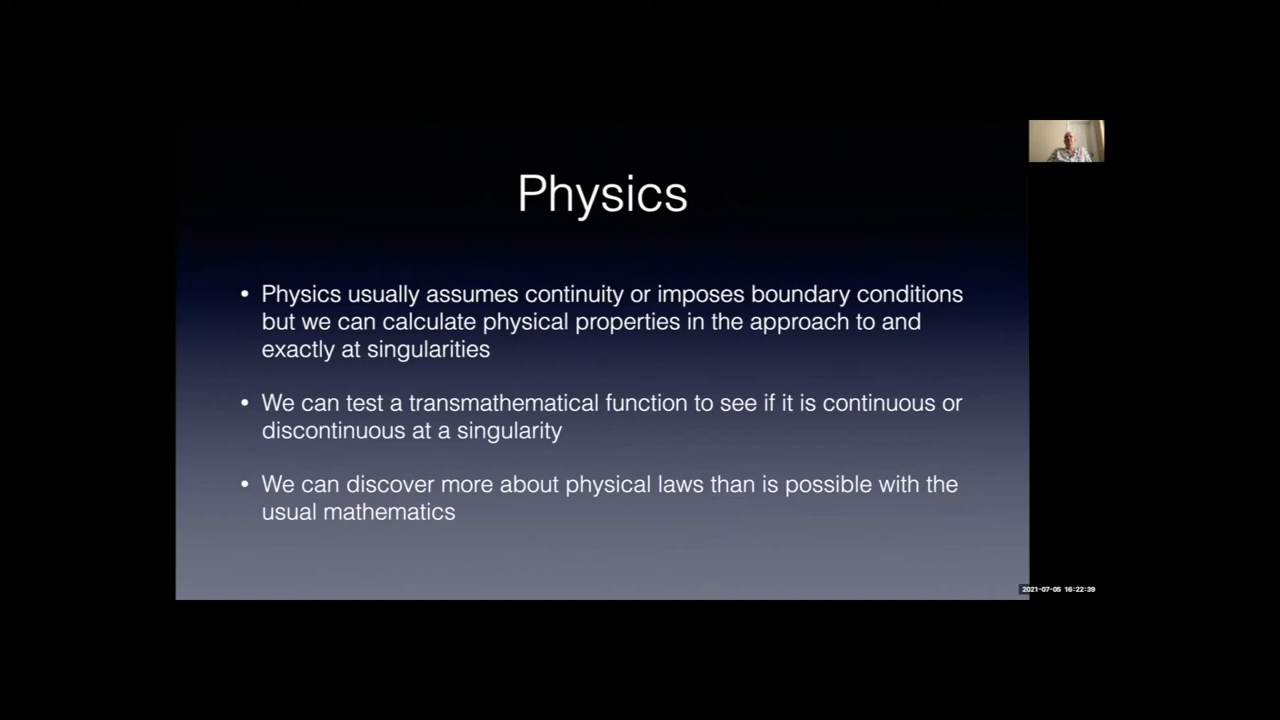 Physics
• Physics usually assumes continuity or imposes boundary conditions
but we can calculate physical properties in the approach to and
exactly at singularities
• We can test a transmathematical function to see if it is continuous or
discontinuous at a singularity
• We can discover more about physical laws than is possible with the
usual mathematics
2021-07-05 16:22:39